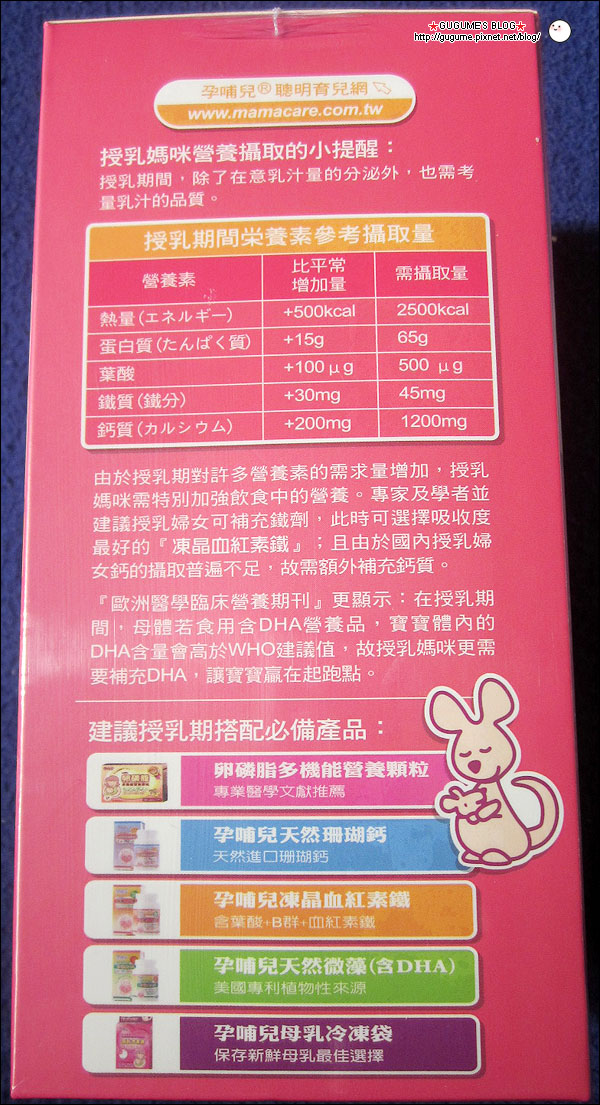 ★GUGUME'S BLOG★
http://gugume.pixnet.net/blog/
孕哺兒®聰明育兒網
www.mamacare.com.tw
授乳媽咪營養攝取的小提醒：
授乳期間，除了在意乳汁量的分泌外，也需考
量乳汁的品質。
授乳期間栄養素參考攝取量
營養素 比平常增加量 需攝取量
熱量(エネルギー) +500kcal 2500kcal
蛋白質(たんぱく質) +15g 65g
葉酸 +100μg 500 μg
鐵質(鐵分) +30mg 45mg
鈣質(カルシウム) +200mg 1200mg
由於授乳期對許多營養素的需求量增加，授乳
媽咪需特別加強飲食中的營養。專家及學者並
建議授乳婦女可補充鐵劑，此時可選擇吸收度
最好的『凍晶血紅素鐵』；且由於國內授乳婦
女鈣的攝取普遍不足，故需額外補充鈣質。
『歐洲醫學臨床營養期刊』更顯示：在授乳期
間，母體若食用含DHA營養品，寶寶體內的
DHA含量會高於WHO建議值，故授乳媽咪更需
要補充DHA，讓寶寶贏在起跑點。
建議授乳期搭配必備產品：
卵磷脂多機能營養顆粒
專業醫學文獻推薦
孕哺兒天然珊瑚鈣
天然進口珊瑚鈣
孕哺兒凍晶血紅素鐵
含葉酸+B群+血紅素鐵
孕哺兒天然微藻(含DHA)
美國專利植物性來源
孕哺兒母乳冷凍袋
保存新鮮母乳最佳選擇